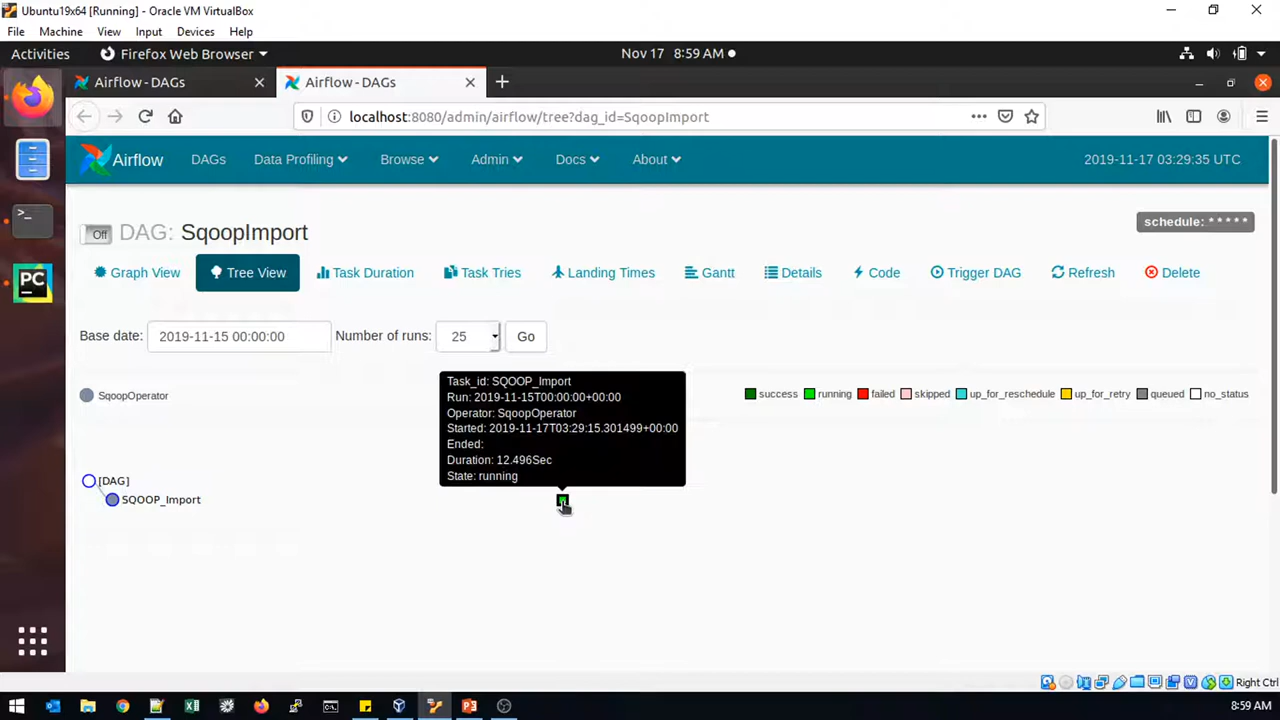 Ubuntu19x64 [Running] - Oracle VM VirtualBox
File Machine View Input Devices Help
Activities Firefox Web Browser Nov 17 8:59 AM
Airflow - DAGs Airflow - DAGs
localhost:8080/admin/airflow/tree?dag_id=SqoopImport
Airflow DAGs Data Profiling Browse Admin Docs About 2019-11-17 03:29:35 UTC
schedule: * * * * *
Off DAG: SqoopImport
Graph View Tree View Task Duration Task Tries Landing Times Gantt Details Code Trigger DAG Refresh Delete
Base date: 2019-11-15 00:00:00 Number of runs: 25 Go
Task_id: SQOOP_Import
Run: 2019-11-15T00:00:00+00:00
Operator: SqoopOperator
Started: 2019-11-17T03:29:15.301499+00:00
Ended:
Duration: 12.496Sec
State: running
SqoopOperator
success running failed skipped up_for_reschedule up_for_retry queued no_status
[DAG]
SQOOP_Import
PC
Right Ctrl
8:59 AM